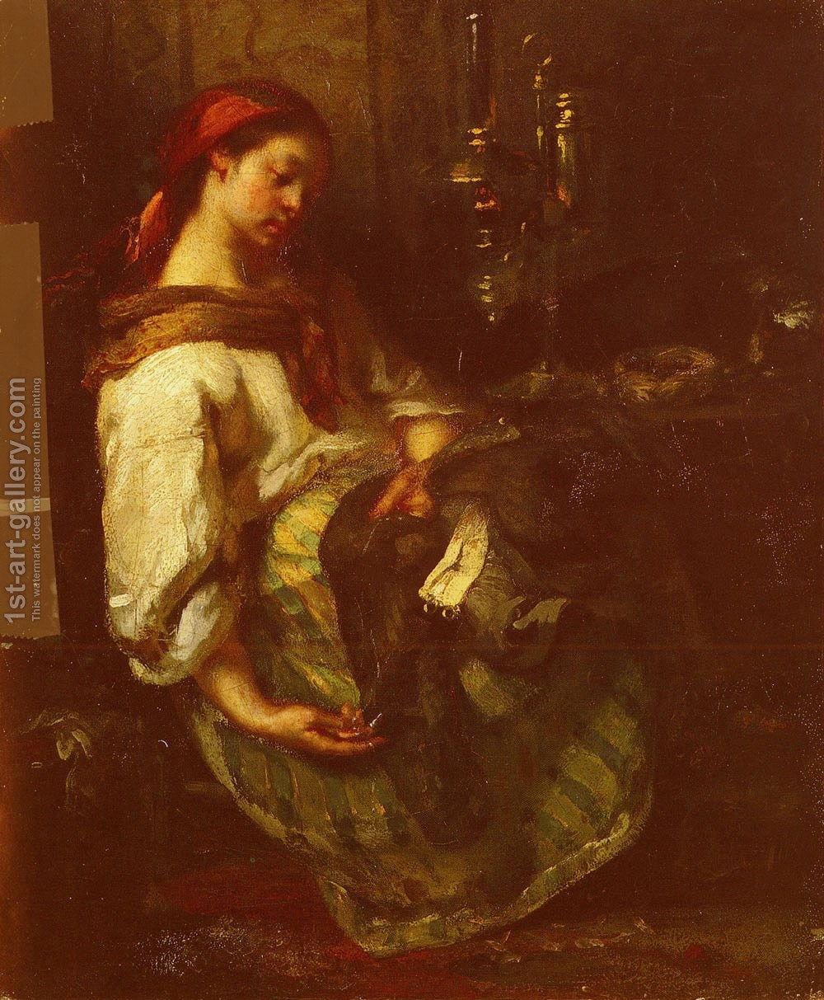 1st-art-gallery.com
This watermark does not appear on the painting